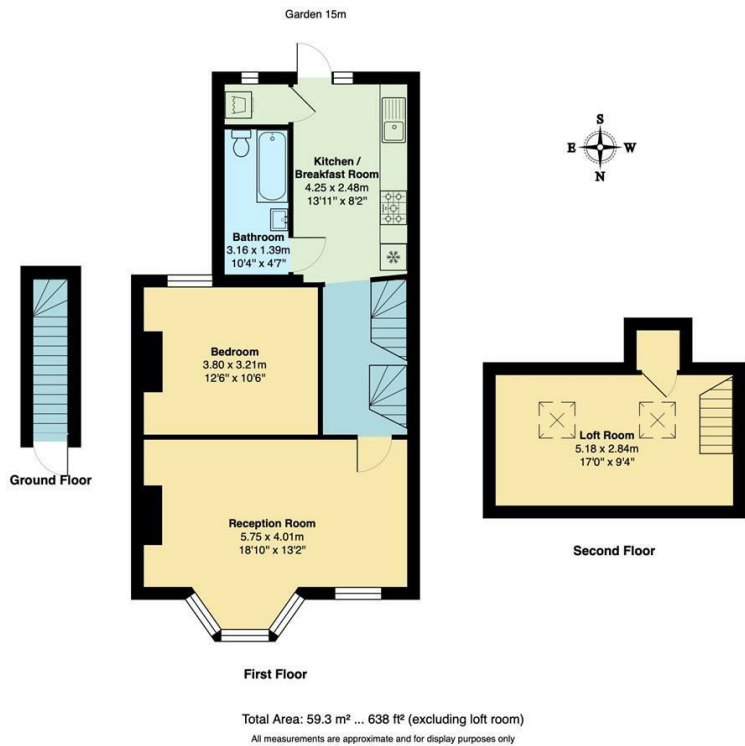 Garden 15m
S
E W
N
Kitchen /
Breakfast Room
4.25 x 2.48m
13'11" x 8'2"
Bathroom
3.16 x 1.39m
10'4" x 4'7"
Bedroom
3.80 x 3.21m
12'6" x 10'6"
Ground Floor
Loft Room
5.18 x 2.84m
17'0" x 9'4"
Reception Room
5.75 x 4.01m
18'10" x 13'2"
Second Floor
First Floor
Total Area: 59.3 m² ... 638 ft² (excluding loft room)
All measurements are approximate and for display purposes only